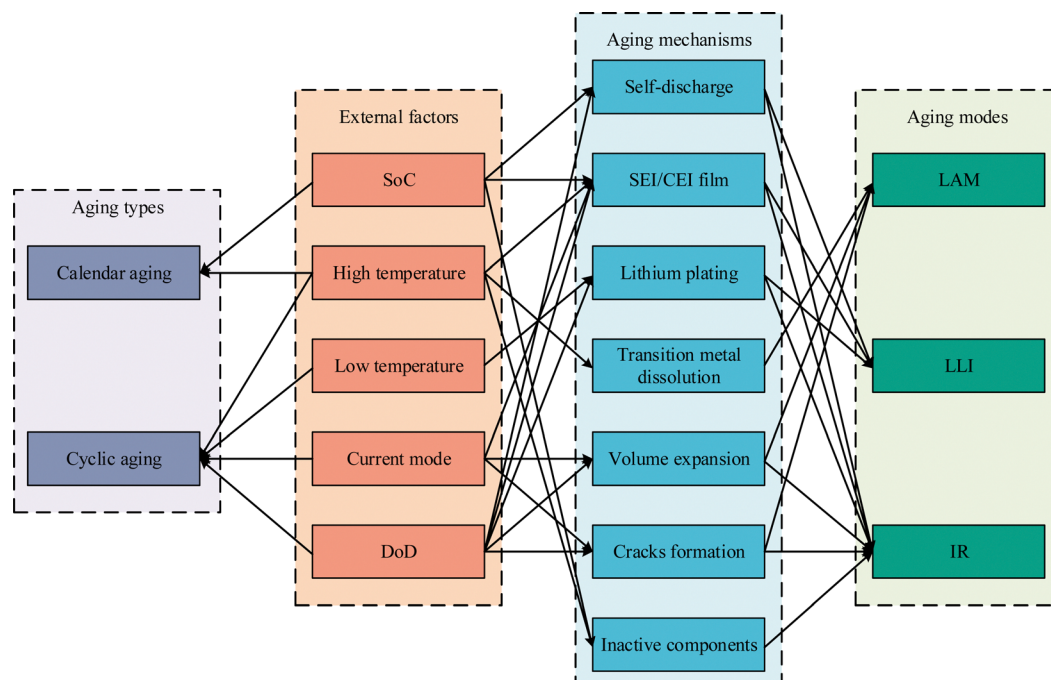 Aging types
Calendar aging
Cyclic aging
External factors
SoC
High temperature
Low temperature
Current mode
DoD
Aging mechanisms
Self-discharge
SEI/CEI film
Lithium plating
Transition metal
dissolution
Volume expansion
Cracks formation
Inactive components
Aging modes
LAM
LLI
IR